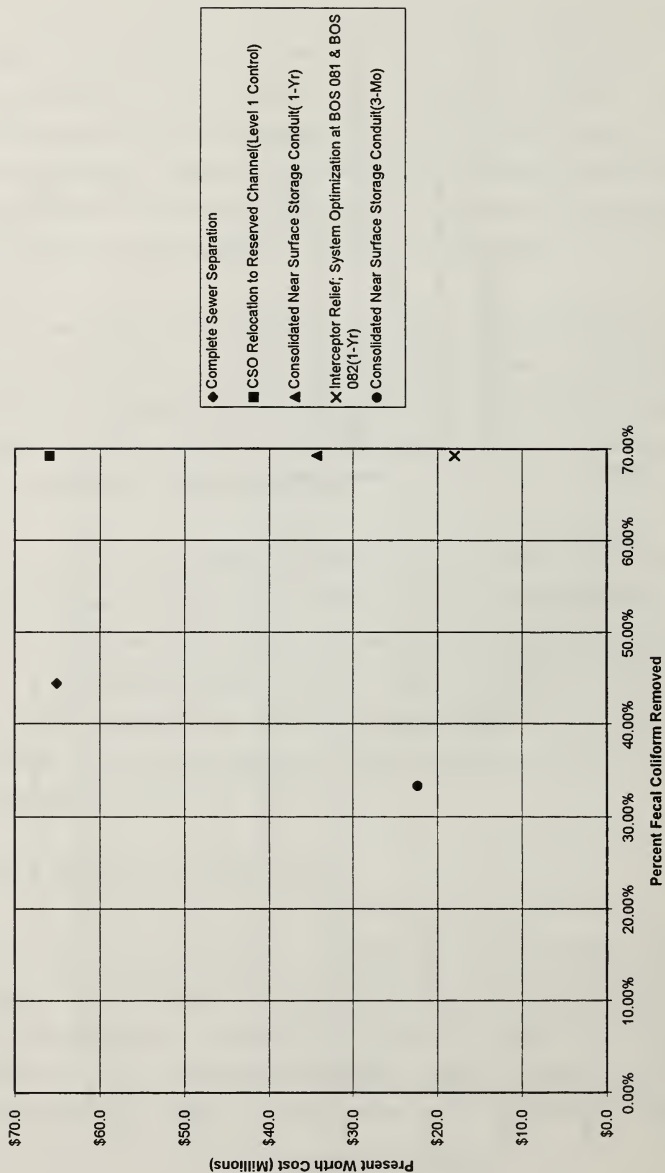 ◆ Complete Sewer Separation
■ CSO Relocation to Reserved Channel(Level 1 Control)
▲ Consolidated Near Surface Storage Conduit( 1-Yr)
✕ Interceptor Relief; System Optimization at BOS 081 & BOS
082(1-Yr)
● Consolidated Near Surface Storage Conduit(3-Mo)
Present Worth Cost (Millions)
$70.0
$60.0
$50.0
$40.0
$30.0
$20.0
$10.0
$0.0
0.00%
10.00%
20.00%
30.00%
40.00%
50.00%
60.00%
70.00%
Percent Fecal Coliform Removed